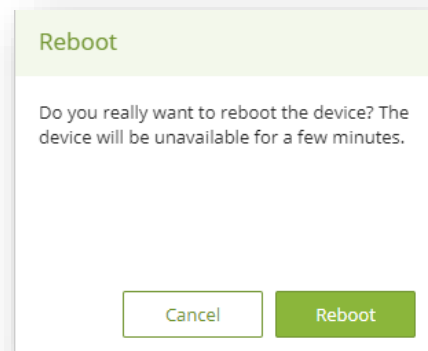 Reboot
Do you really want to reboot the device? The
device will be unavailable for a few minutes.
Cancel
Reboot